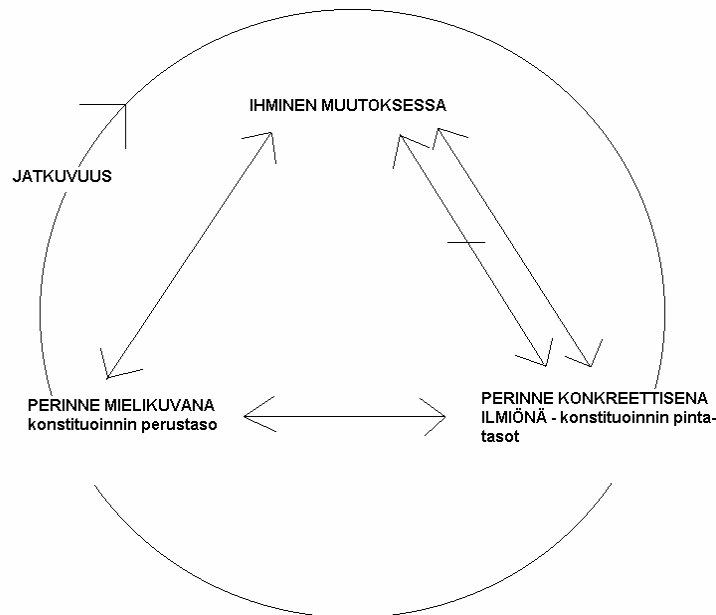 IHMINEN MUUTOKSESSA
JATKUVUUS
PERINNE MIELIKUVANA
konstituoinnin perustaso
PERINNE KONKREETTISENA
ILMIÖNÄ - konstituoinnin pinta-
tasot